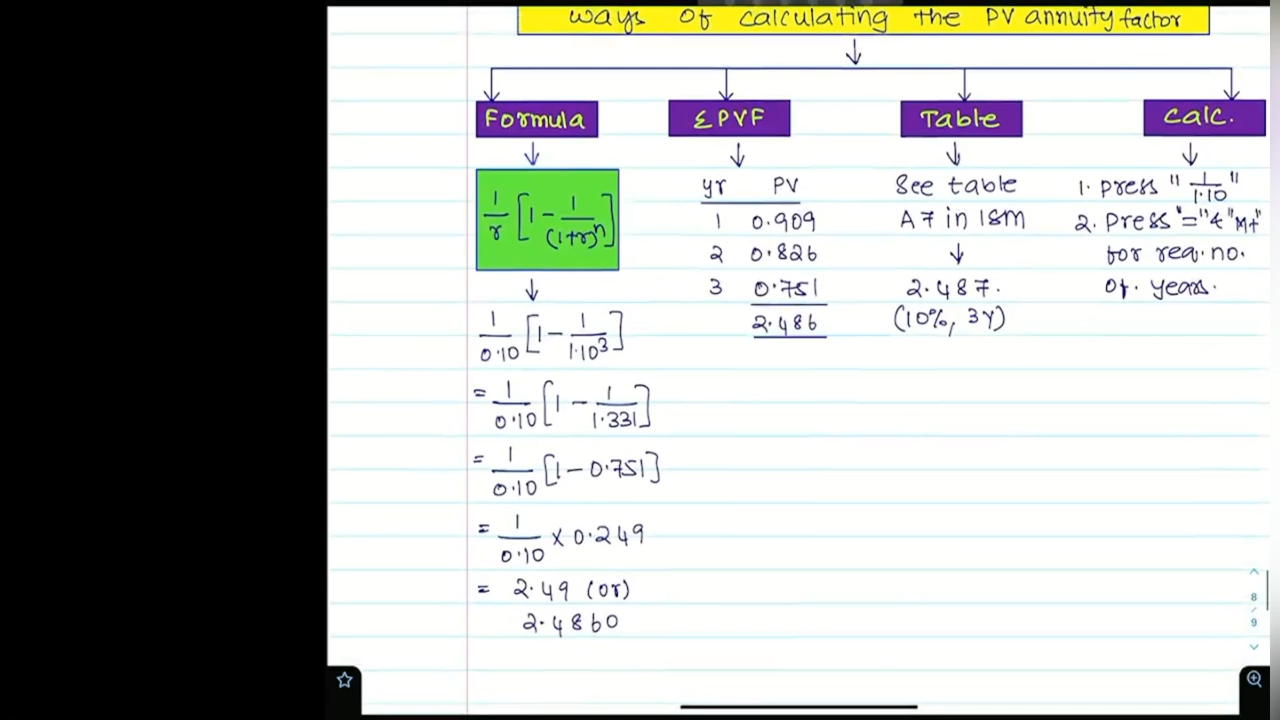 ways of calculating the PV annuity factor
Formula
1/r [1 - 1/(1+r)^n]
1/0.10 [1 - 1/1.10^3]
= 1/0.10 [1 - 1/1.331]
= 1/0.10 [1 - 0.751]
= 1/0.10 x 0.249
= 2.49 (or)
2.4860
ΣPVF
yr PV
1 0.909
2 0.826
3 0.751
2.486
Table
See table
A7 in ISM
2.487.
(10%, 3Y)
Calc.
1. Press "1/1.10"
2. Press "=" & "M+"
for req. no.
of. years.
8
/
9